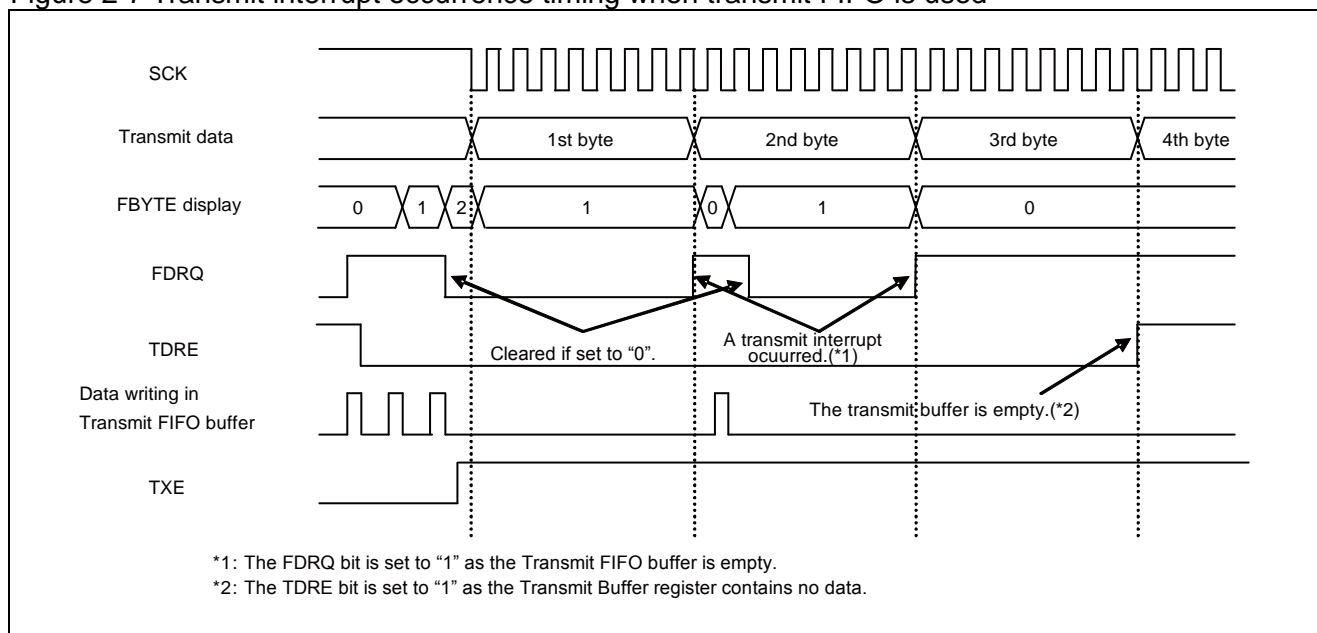 Figure 2-7 Transmit interrupt occurrence timing when transmit FIFO is used
SCK
Transmit data
1st byte
2nd byte
3rd byte
4th byte
FBYTE display
0
1
2
1
0
1
0
FDRQ
TDRE
Cleared if set to “0”.
A transmit interrupt
ocuurred.(*1)
Data writing in
Transmit FIFO buffer
The transmit buffer is empty.(*2)
TXE
*1: The FDRQ bit is set to “1” as the Transmit FIFO buffer is empty.
*2: The TDRE bit is set to “1” as the Transmit Buffer register contains no data.